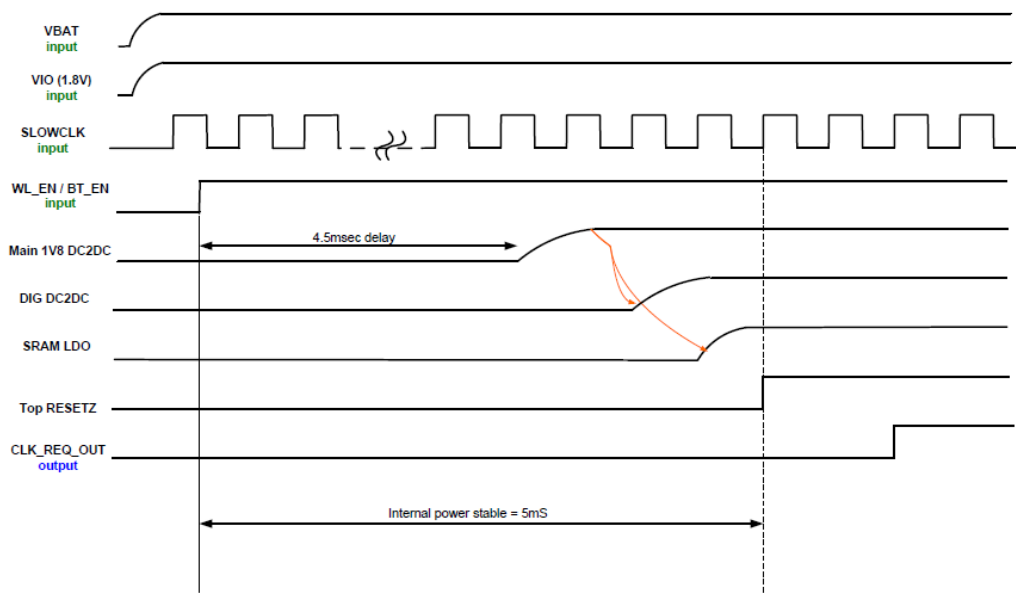 VBAT
input
VIO (1.8V)
input
SLOWCLK
input
WL_EN / BT_EN
input
4.5msec delay
Main 1V8 DC2DC
DIG DC2DC
SRAM LDO
Top RESETZ
CLK_REQ_OUT
output
Internal power stable = 5mS